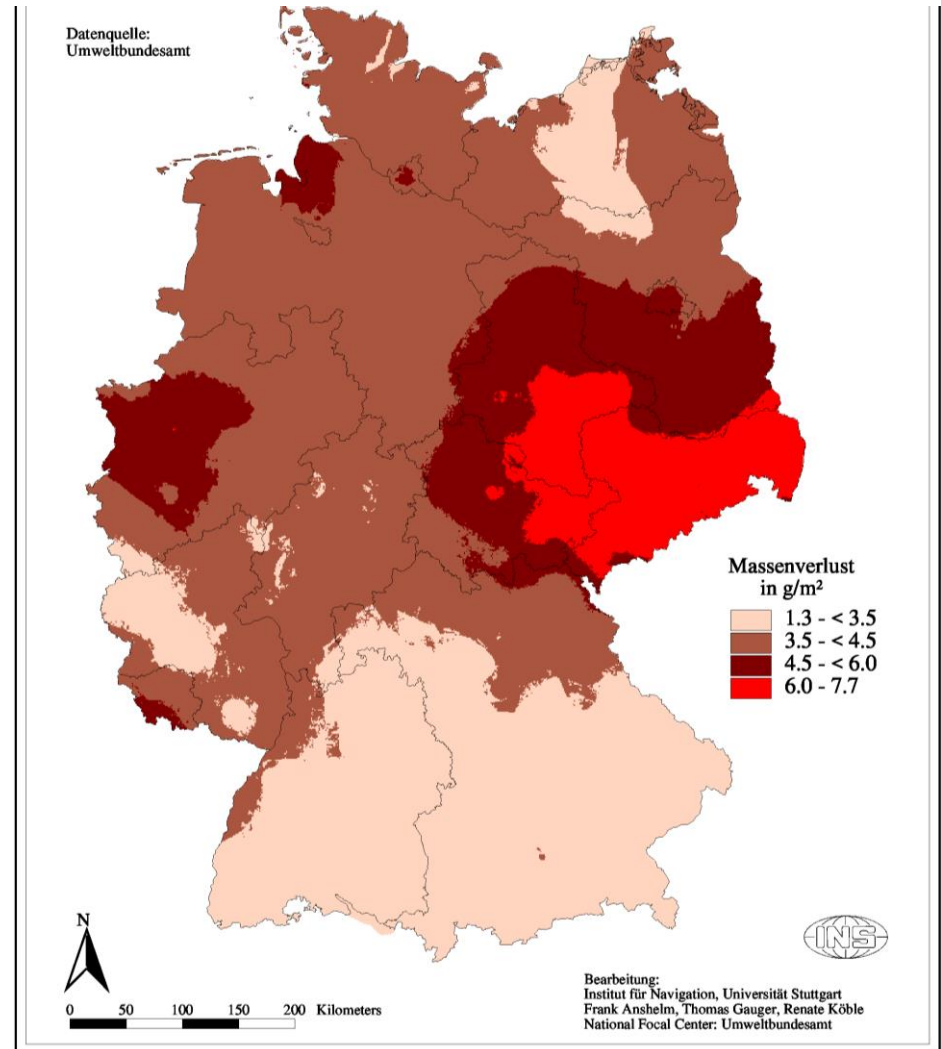 Datenquelle:
Umweltbundesamt
Massenverlust
in g/m²
1.3 - < 3.5
3.5 - < 4.5
4.5 - < 6.0
6.0 - 7.7
N
INS
0 50 100 150 200 Kilometers
Bearbeitung:
Institut für Navigation, Universität Stuttgart
Frank Anshelm, Thomas Gauger, Renate Köble
National Focal Center: Umweltbundesamt